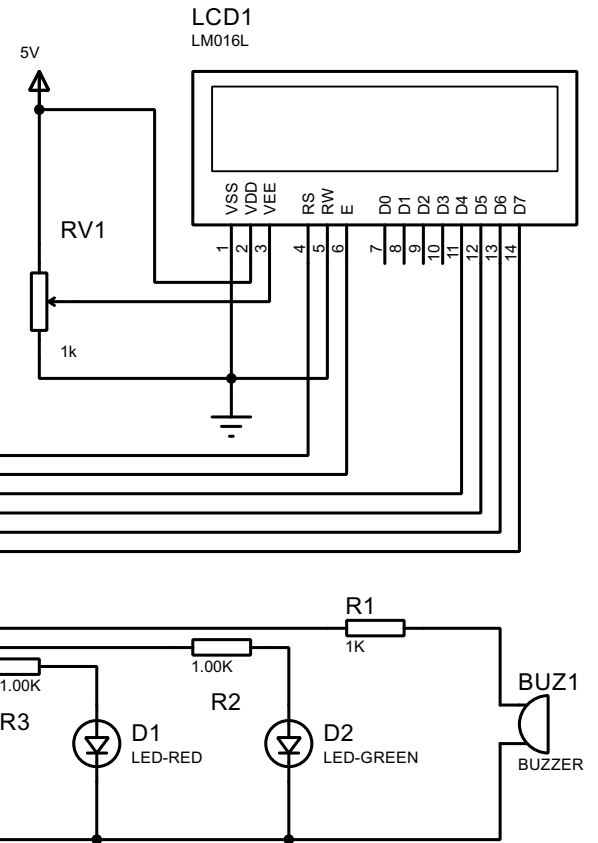 LCD1
LM016L
5V
VSS
VDD
VEE
RS
RW
E
D0
D1
D2
D3
D4
D5
D6
D7
RV1
1
2
3
4
5
6
7
8
9
10
11
12
13
14
1k
R1
1K
1.00K
1.00K
R2
R3
BUZ1
D1
LED-RED
D2
LED-GREEN
BUZZER